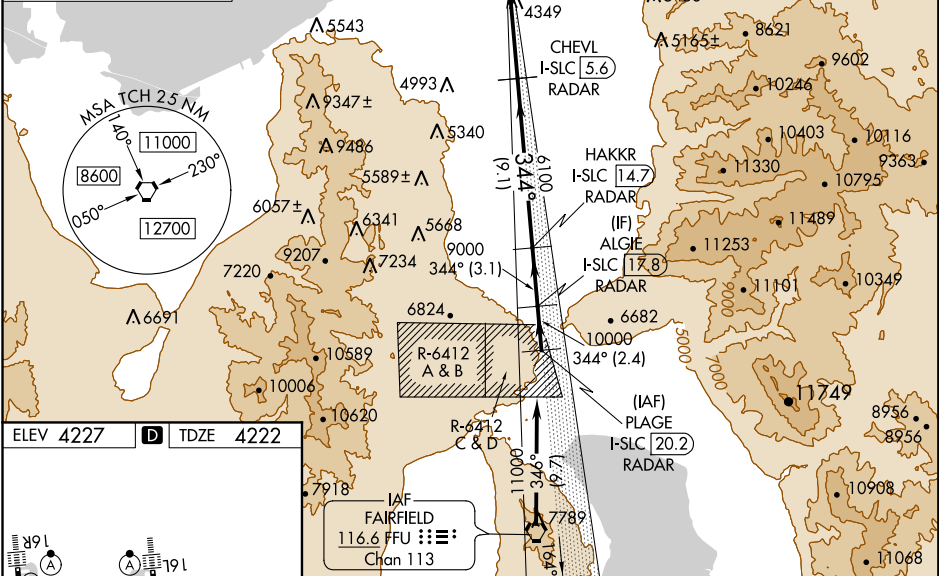 4349
5543
5165±
8621
CHEVL
I-SLC 5.6
RADAR
9602
4993
10246
MSA TCH 25 NM
9347±
140°
11000
230°
8600
050°
12700
5340
10403
10116
9486
(9.1)
344°
6100
HAKKR
I-SLC 14.7
RADAR
11330
9363
5589±
10795
6057±
6341
5668
(IF)
ALGIE
I-SLC 17.8
RADAR
11489
9207
9000
344° (3.1)
11253
7220
7234
11101
10349
7000
6691
6824
6682
10000
344° (2.4)
5000
7000
R-6412
A & B
10589
10006
11749
(IAF)
PLAGE
I-SLC 20.2
RADAR
10620
R-6412
C & D
8956
8956
ELEV 4227
D
TDZE 4222
11000
346°
(9.7)
7918
10908
IAF
FAIRFIELD
116.6 FFU
Chan 113
7789
164°
16R
A
A
16L
11068